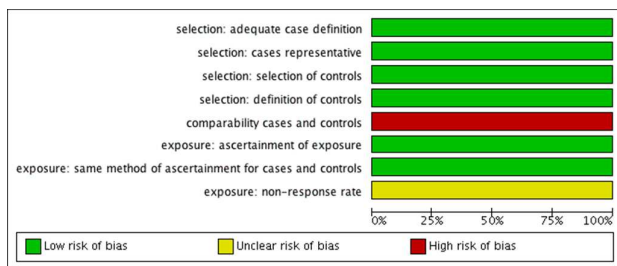 selection: adequate case definition
selection: cases representative
selection: selection of controls
selection: definition of controls
comparability cases and controls
exposure: ascertainment of exposure
exposure: same method of ascertainment for cases and controls
exposure: non-response rate
0% 25% 50% 75% 100%
Low risk of bias Unclear risk of bias High risk of bias